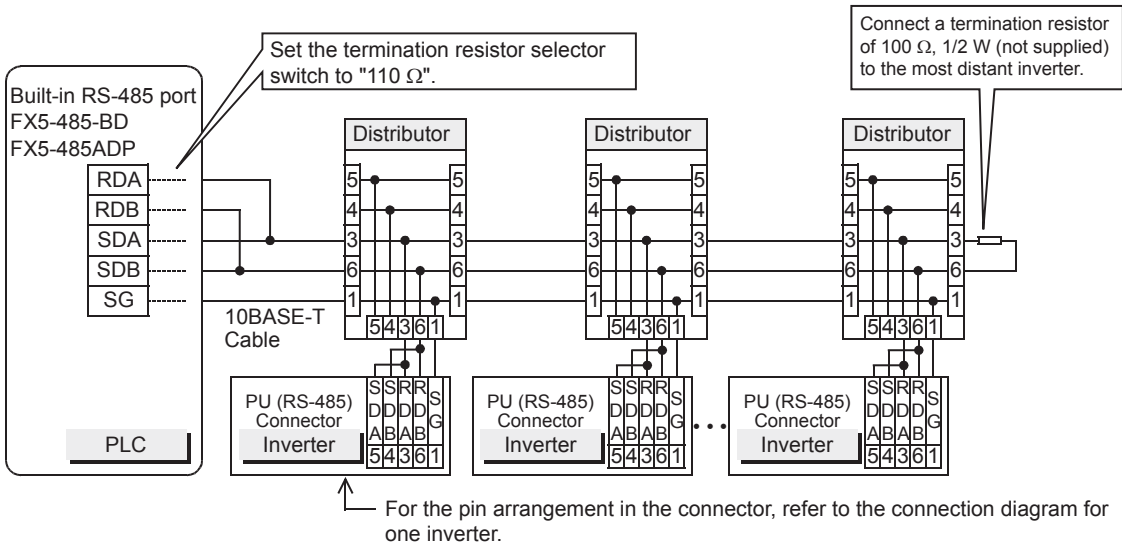 Set the termination resistor selector
switch to "110 Ω".
Connect a termination resistor
of 100 Ω, 1/2 W (not supplied)
to the most distant inverter.
Built-in RS-485 port
FX5-485-BD
FX5-485ADP
RDA
RDB
SDA
SDB
SG
PLC
10BASE-T
Cable
Distributor
5 5
4 4
3 3
6 6
1 1
5 4 3 6 1
Distributor
5 5
4 4
3 3
6 6
1 1
5 4 3 6 1
Distributor
5 5
4 4
3 3
6 6
1 1
5 4 3 6 1
PU (RS-485)
Connector
Inverter
SDA SDB RDA RDB SG
5 4 3 6 1
PU (RS-485)
Connector
Inverter
SDA SDB RDA RDB SG
5 4 3 6 1
...
PU (RS-485)
Connector
Inverter
SDA SDB RDA RDB SG
5 4 3 6 1
For the pin arrangement in the connector, refer to the connection diagram for
one inverter.